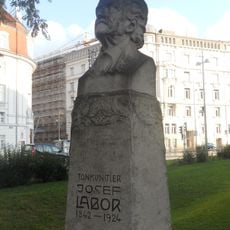 TONKÜNSTLER
JOSEF
LABOR
1842–1924